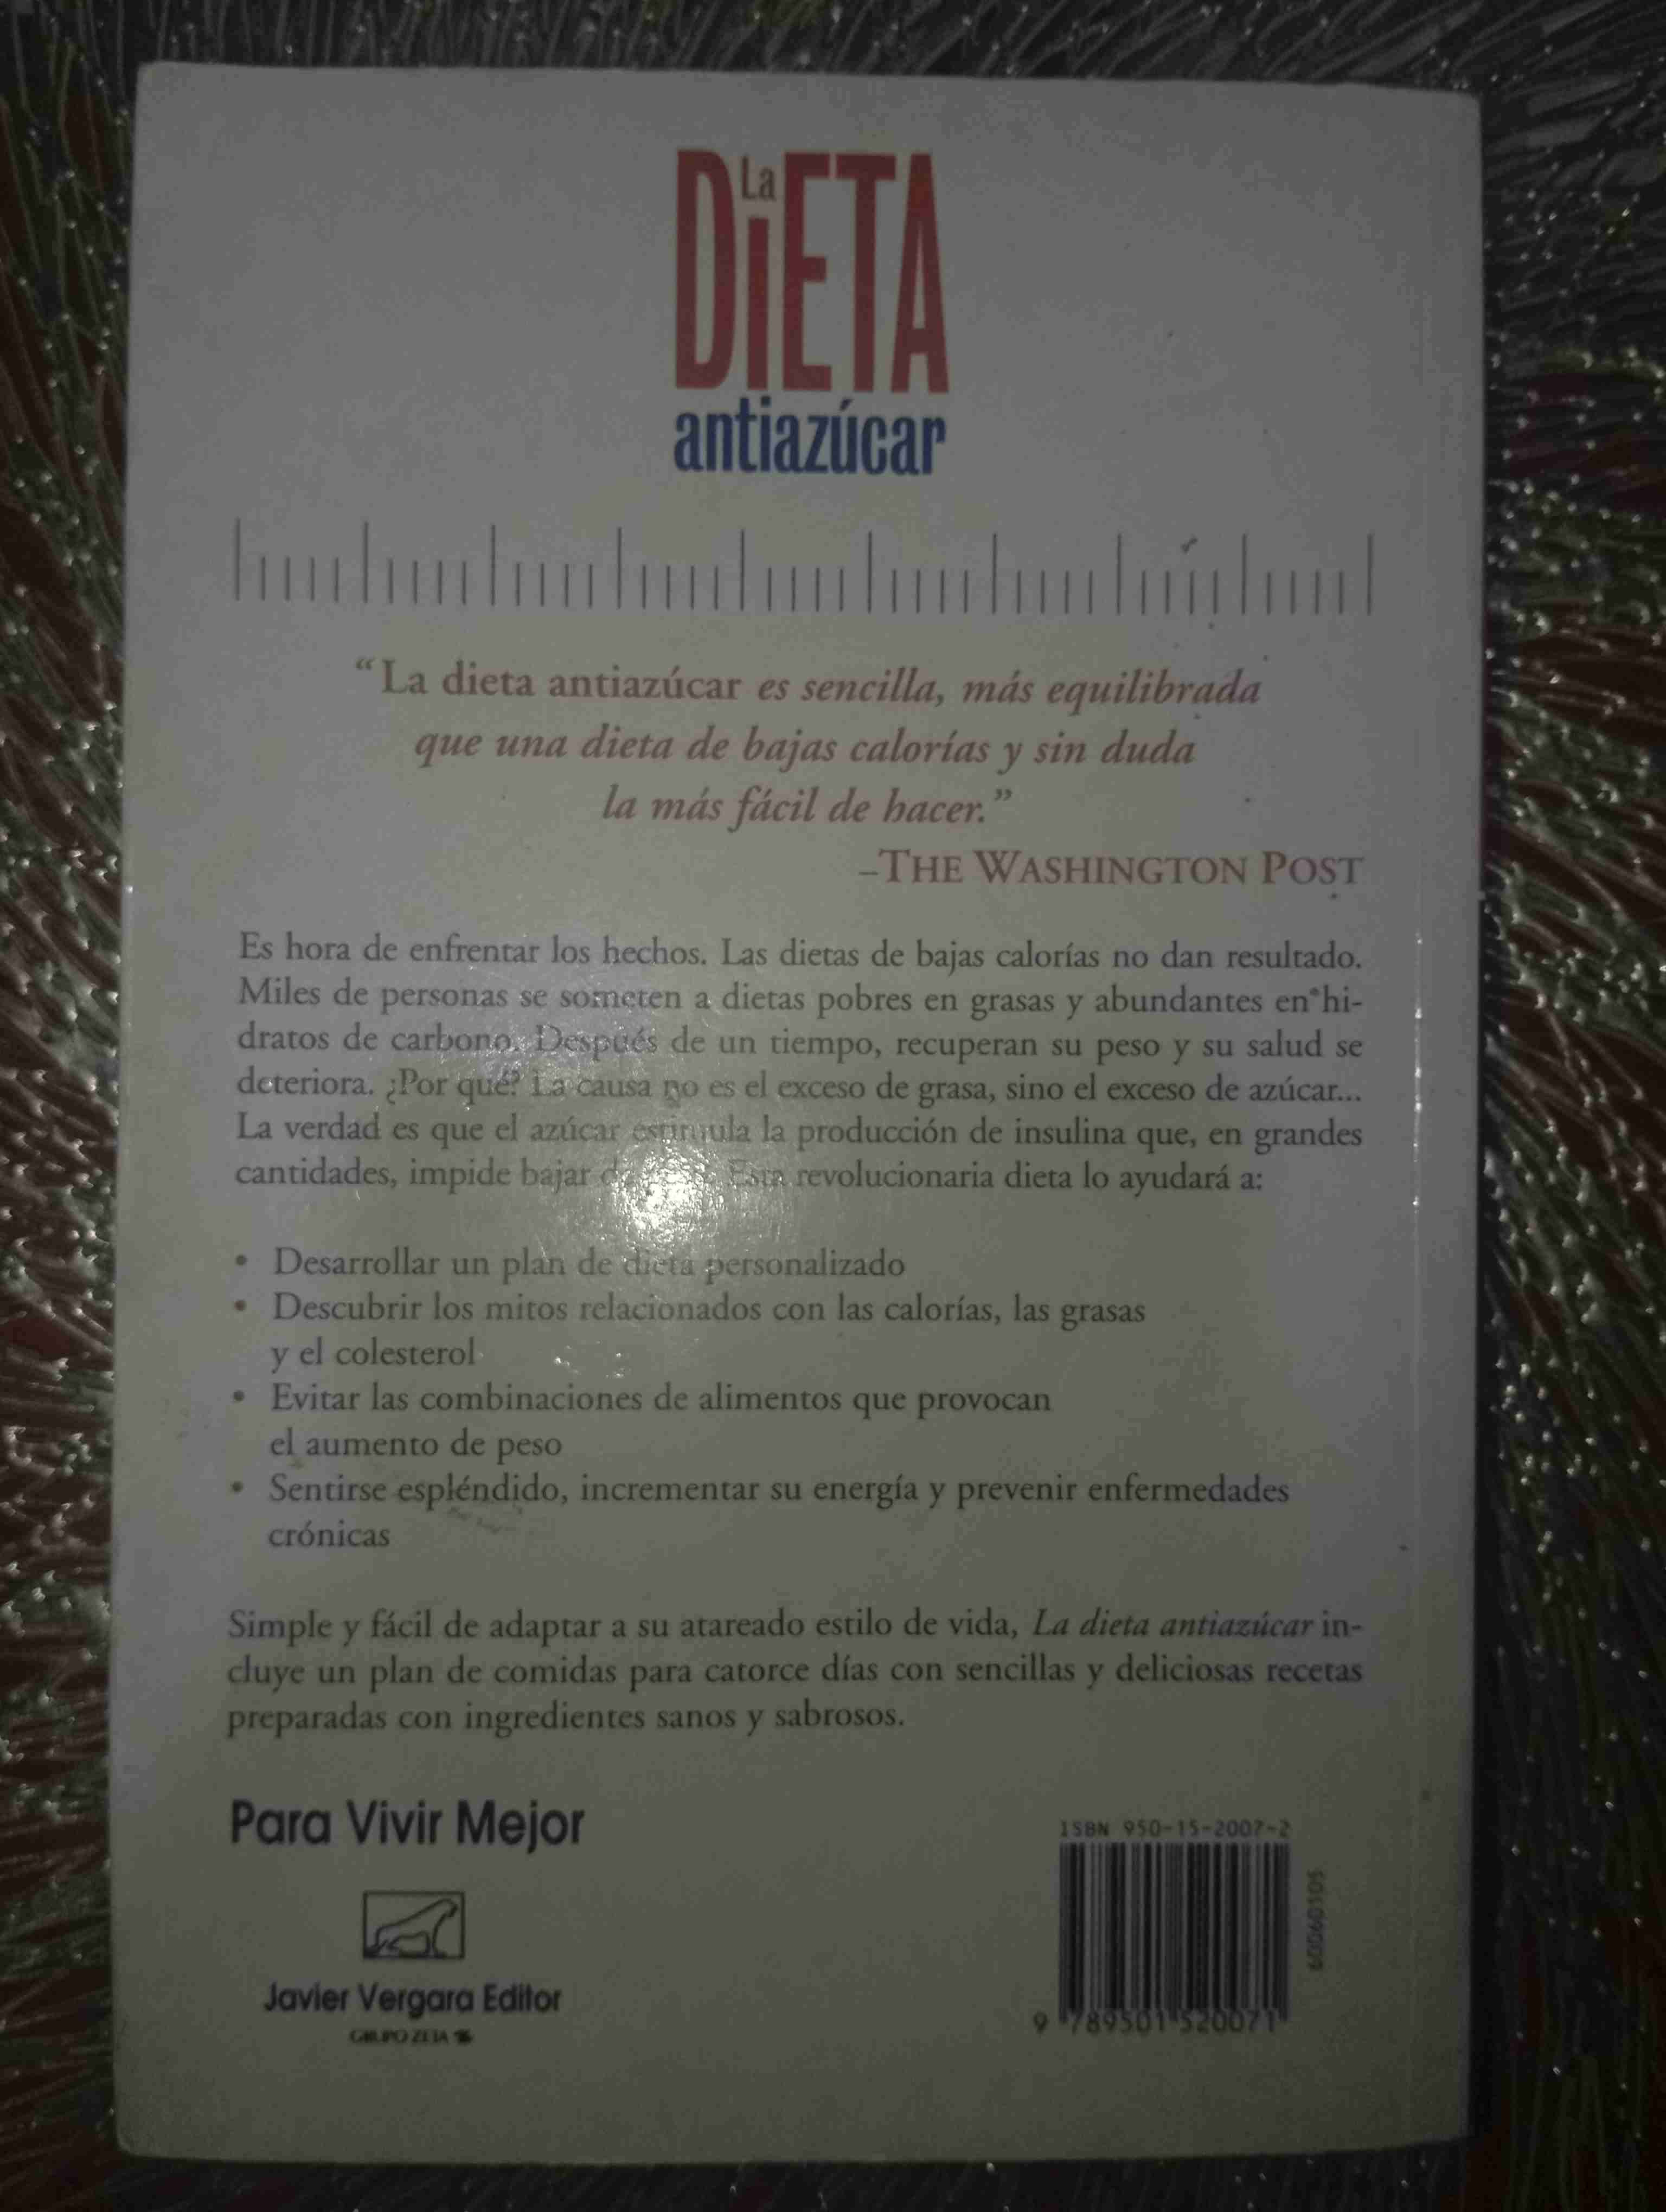 La
DiETA
antiazúcar
“La dieta antiazúcar es sencilla, más equilibrada
que una dieta de bajas calorías y sin duda
la más fácil de hacer.”
–THE WASHINGTON POST
Es hora de enfrentar los hechos. Las dietas de bajas calorías no dan resultado.
Miles de personas se someten a dietas pobres en grasas y abundantes en hi-
dratos de carbono. Después de un tiempo, recuperan su peso y su salud se
deteriora. ¿Por qué? La causa no es el exceso de grasa, sino el exceso de azúcar...
La verdad es que el azúcar estimula la producción de insulina que, en grandes
cantidades, impide bajar Esta revolucionaria dieta lo ayudará a:
• Desarrollar un plan de dieta personalizado
• Descubrir los mitos relacionados con las calorías, las grasas
y el colesterol
• Evitar las combinaciones de alimentos que provocan
el aumento de peso
• Sentirse espléndido, incrementar su energía y prevenir enfermedades
crónicas
Simple y fácil de adaptar a su atareado estilo de vida, La dieta antiazúcar in-
cluye un plan de comidas para catorce días con sencillas y deliciosas recetas
preparadas con ingredientes sanos y sabrosos.
Para Vivir Mejor
Javier Vergara Editor
GRUPO ZETA
ISBN 950-15-2007-2
60060105
9 789501 520071